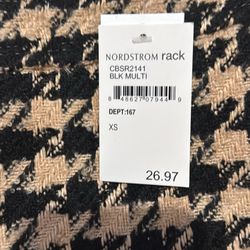 NORDSTROM rack
CBSR2141
BLK MULTI
8 48627 07944 9
DEPT:167
XS
26.97